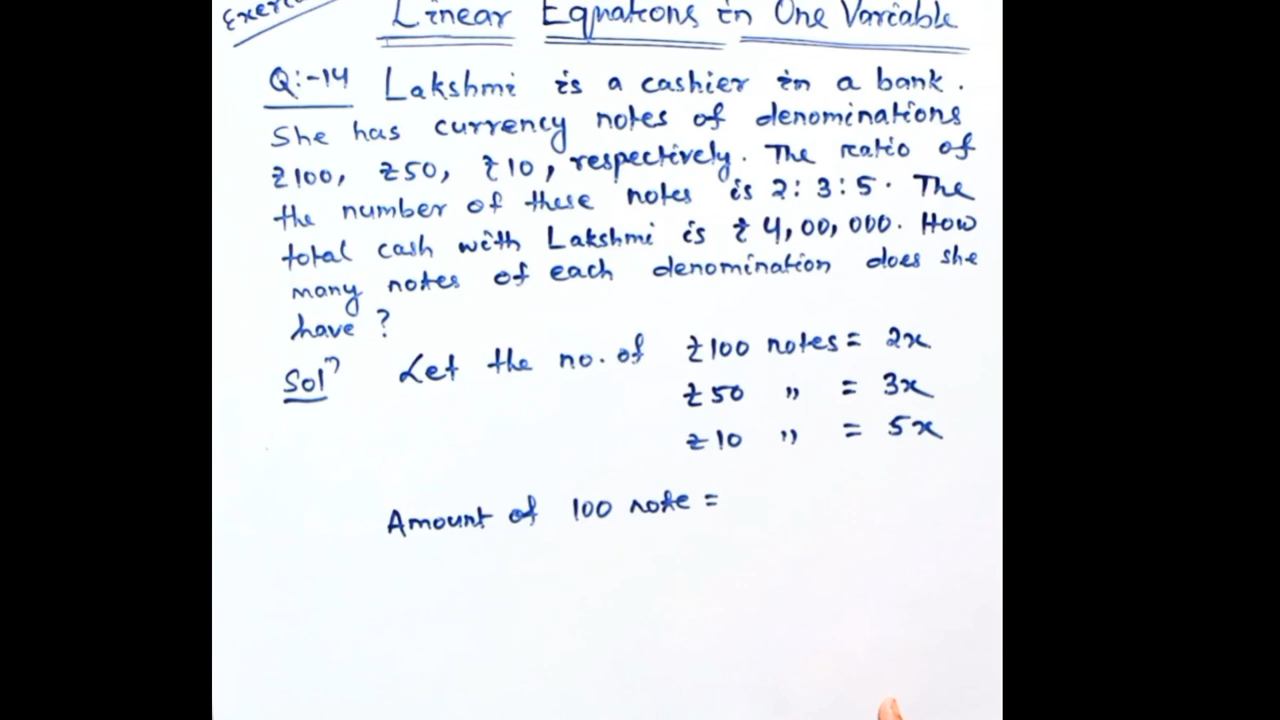 Linear Equations in One Variable
Q:-14 Lakshmi is a cashier in a bank.
She has currency notes of denominations
₹100, ₹50, ₹10, respectively. The ratio of
the number of these notes is 2:3:5. The
total cash with Lakshmi is ₹ 4,00,000. How
many notes of each denomination does she
have ?
Solⁿ Let the no. of ₹100 notes = 2x
₹50 " = 3x
₹10 " = 5x
Amount of 100 note =